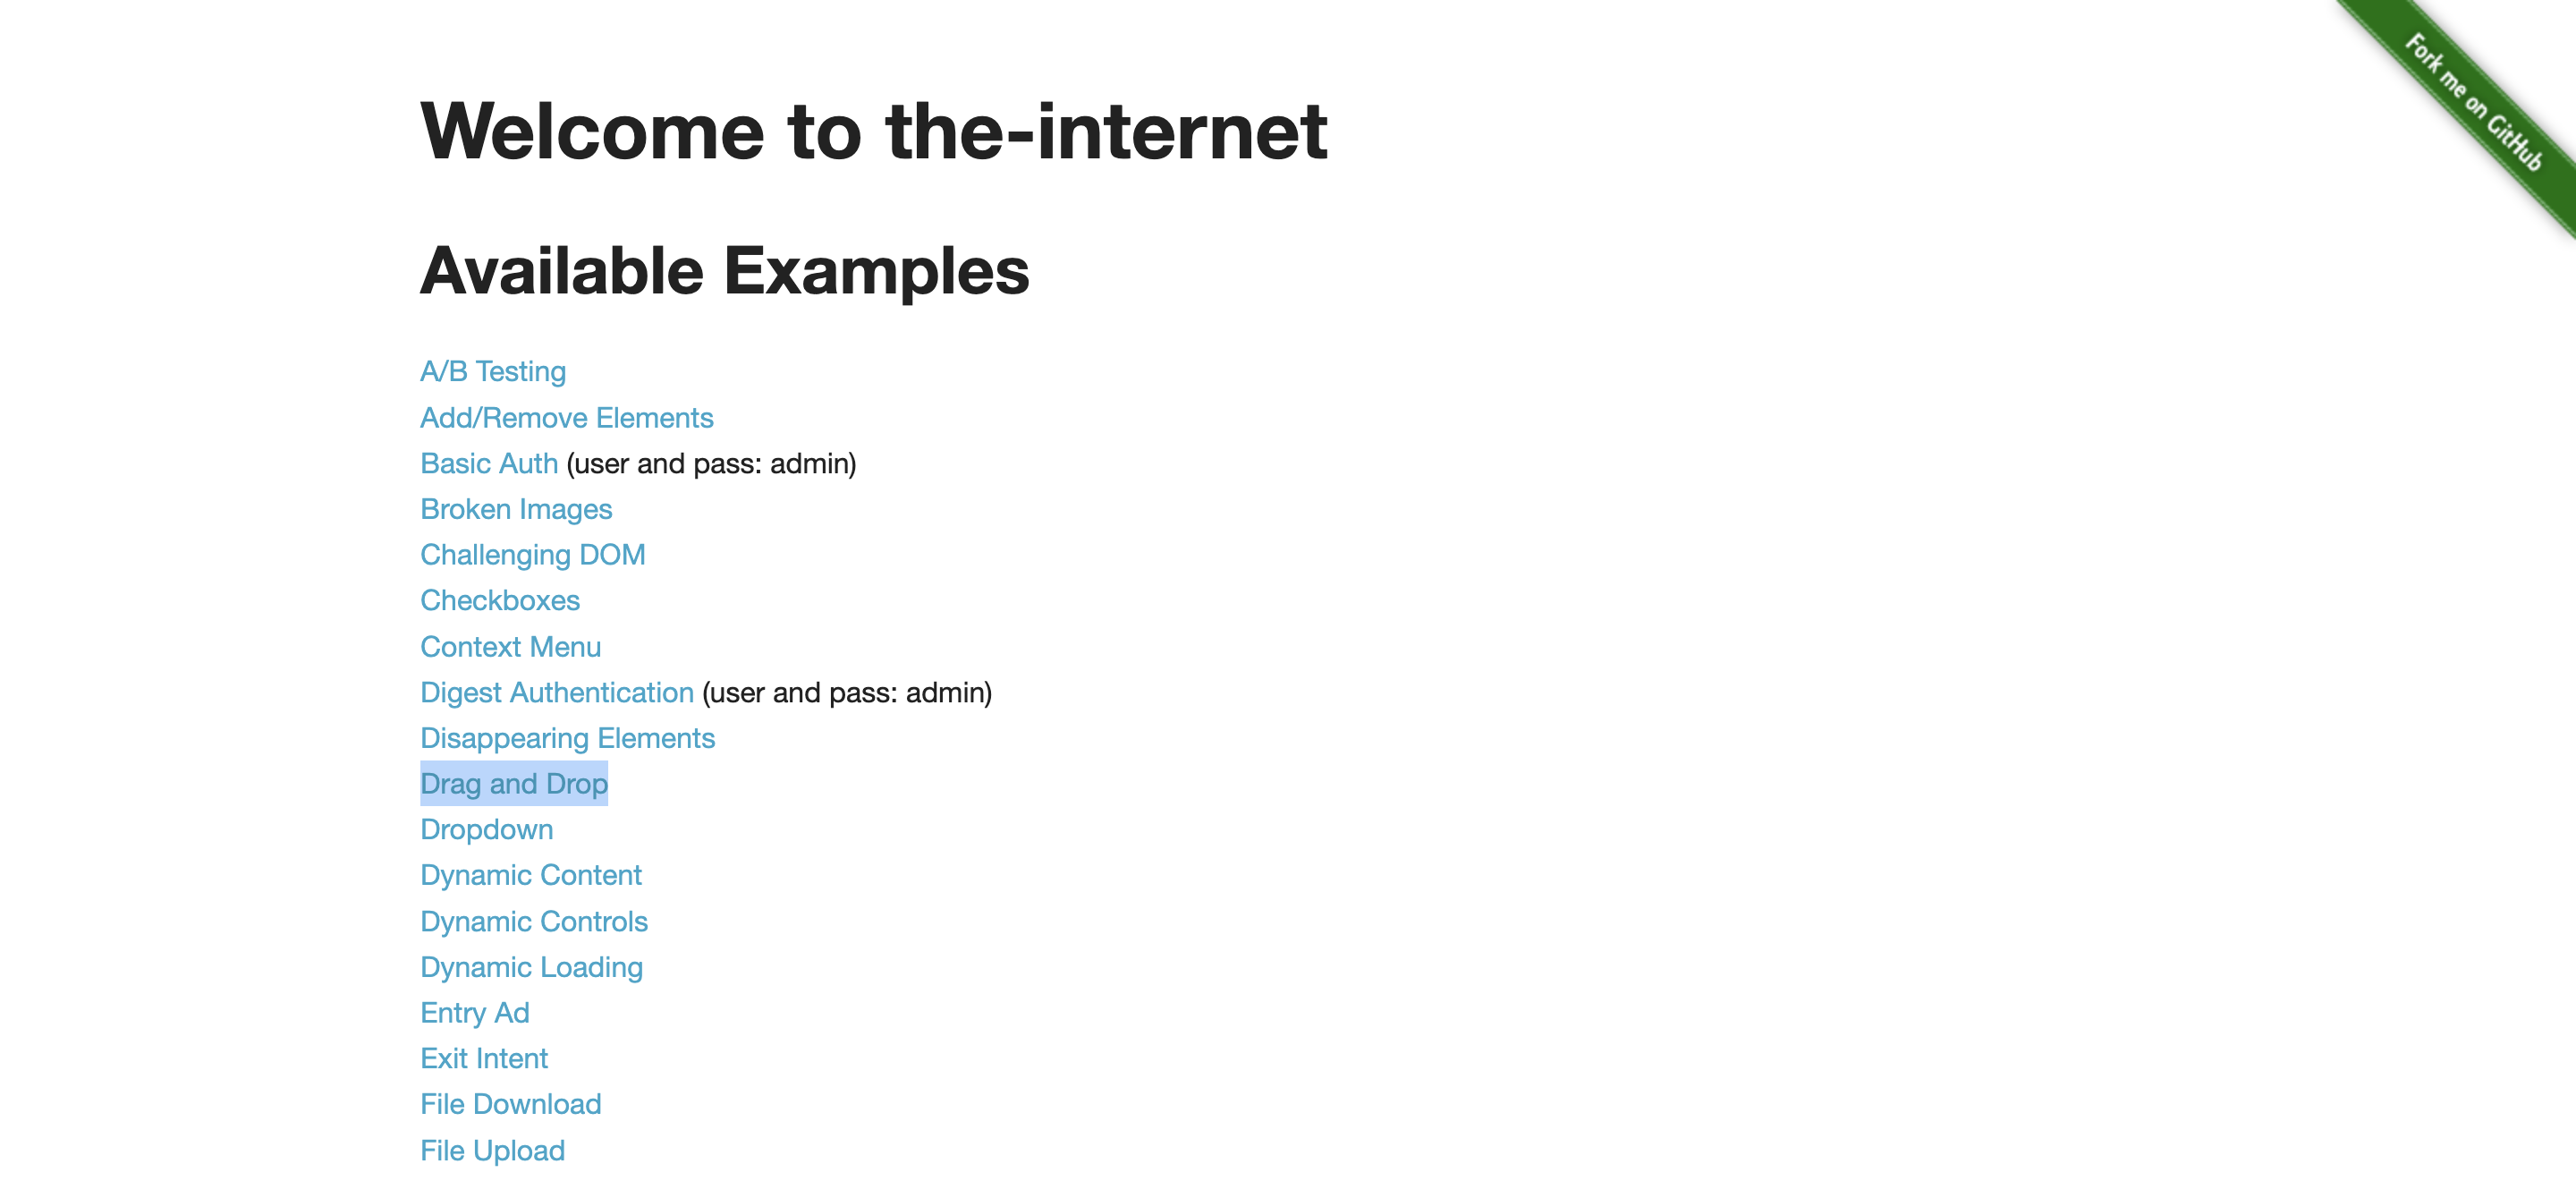 Fork me on GitHub
Welcome to the-internet
Available Examples
A/B Testing
Add/Remove Elements
Basic Auth (user and pass: admin)
Broken Images
Challenging DOM
Checkboxes
Context Menu
Digest Authentication (user and pass: admin)
Disappearing Elements
Drag and Drop
Dropdown
Dynamic Content
Dynamic Controls
Dynamic Loading
Entry Ad
Exit Intent
File Download
File Upload